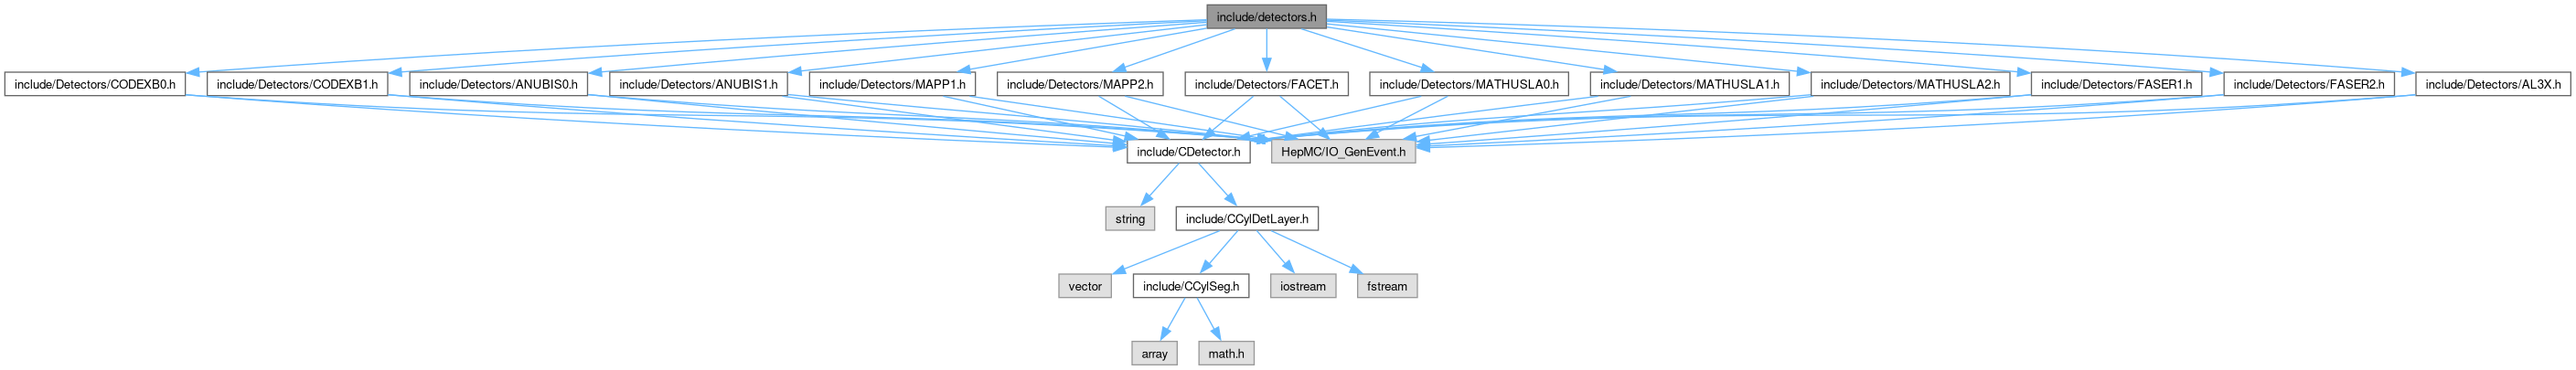 include/detectors.h
include/Detectors/CODEXB0.h
include/Detectors/CODEXB1.h
include/Detectors/ANUBIS0.h
include/Detectors/ANUBIS1.h
include/Detectors/MAPP1.h
include/Detectors/MAPP2.h
include/Detectors/FACET.h
include/Detectors/MATHUSLA0.h
include/Detectors/MATHUSLA1.h
include/Detectors/MATHUSLA2.h
include/Detectors/FASER1.h
include/Detectors/FASER2.h
include/Detectors/AL3X.h
include/CDetector.h
HepMC/IO_GenEvent.h
string
include/CCylDetLayer.h
vector
include/CCylSeg.h
iostream
fstream
array
math.h